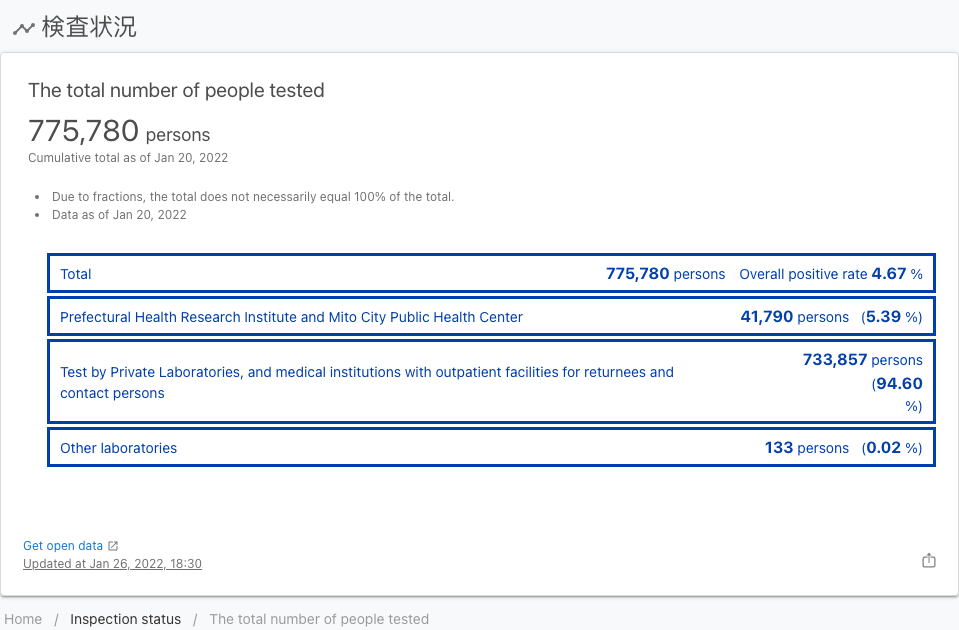 検査状況
The total number of people tested
775,780 persons
Cumulative total as of Jan 20, 2022
• Due to fractions, the total does not necessarily equal 100% of the total.
• Data as of Jan 20, 2022
Total 775,780 persons Overall positive rate 4.67 %
Prefectural Health Research Institute and Mito City Public Health Center 41,790 persons (5.39 %)
Test by Private Laboratories, and medical institutions with outpatient facilities for returnees and
contact persons
733,857 persons
(94.60
%)
Other laboratories 133 persons (0.02 %)
Get open data
Updated at Jan 26, 2022, 18:30
Home / Inspection status / The total number of people tested